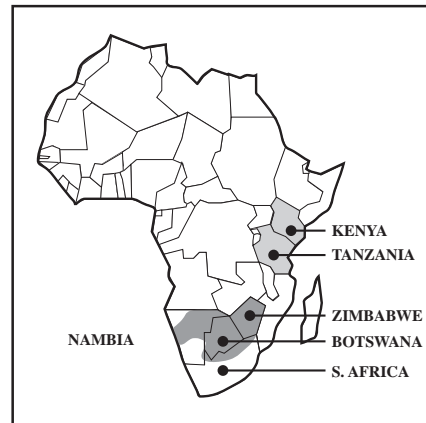 KENYA
TANZANIA
ZIMBABWE
NAMBIA
BOTSWANA
S. AFRICA